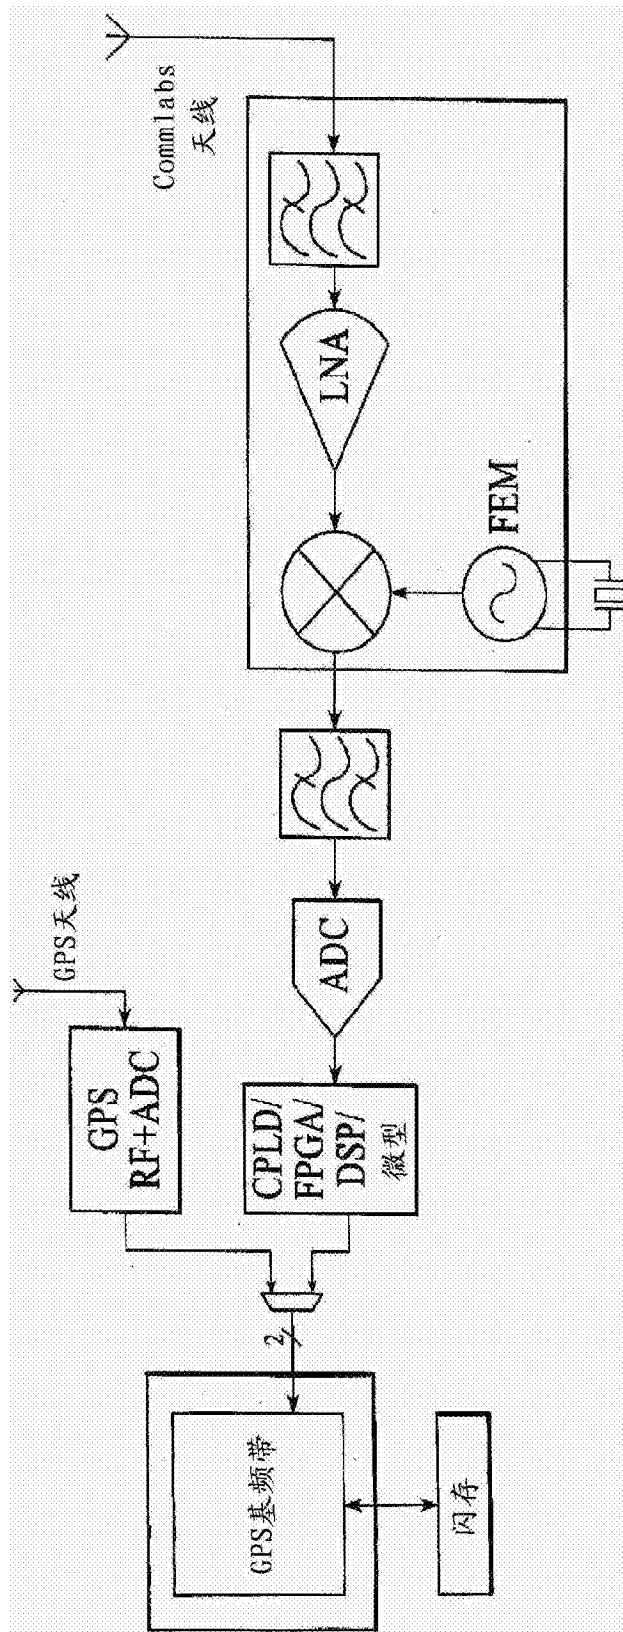 Commlabs
天线
LNA
FEM
GPS天线
ADC
GPS
RF+ADC
CPLD/
FPGA/
DSP/
微型
2
GPS基频带
闪存